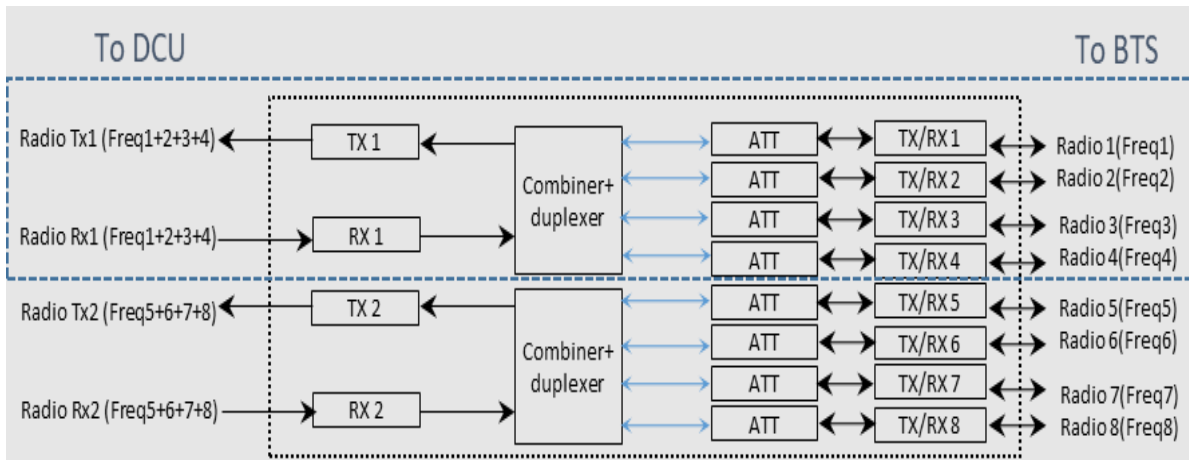 To DCU
To BTS
Radio Tx1 (Freq1+2+3+4)
TX 1
Combiner+
duplexer
ATT
TX/RX 1
Radio 1(Freq1)
ATT
TX/RX 2
Radio 2(Freq2)
Radio Rx1 (Freq1+2+3+4)
RX 1
ATT
TX/RX 3
Radio 3(Freq3)
ATT
TX/RX 4
Radio 4(Freq4)
Radio Tx2 (Freq5+6+7+8)
TX 2
Combiner+
duplexer
ATT
TX/RX 5
Radio 5(Freq5)
ATT
TX/RX 6
Radio 6(Freq6)
Radio Rx2 (Freq5+6+7+8)
RX 2
ATT
TX/RX 7
Radio 7(Freq7)
ATT
TX/RX 8
Radio 8(Freq8)